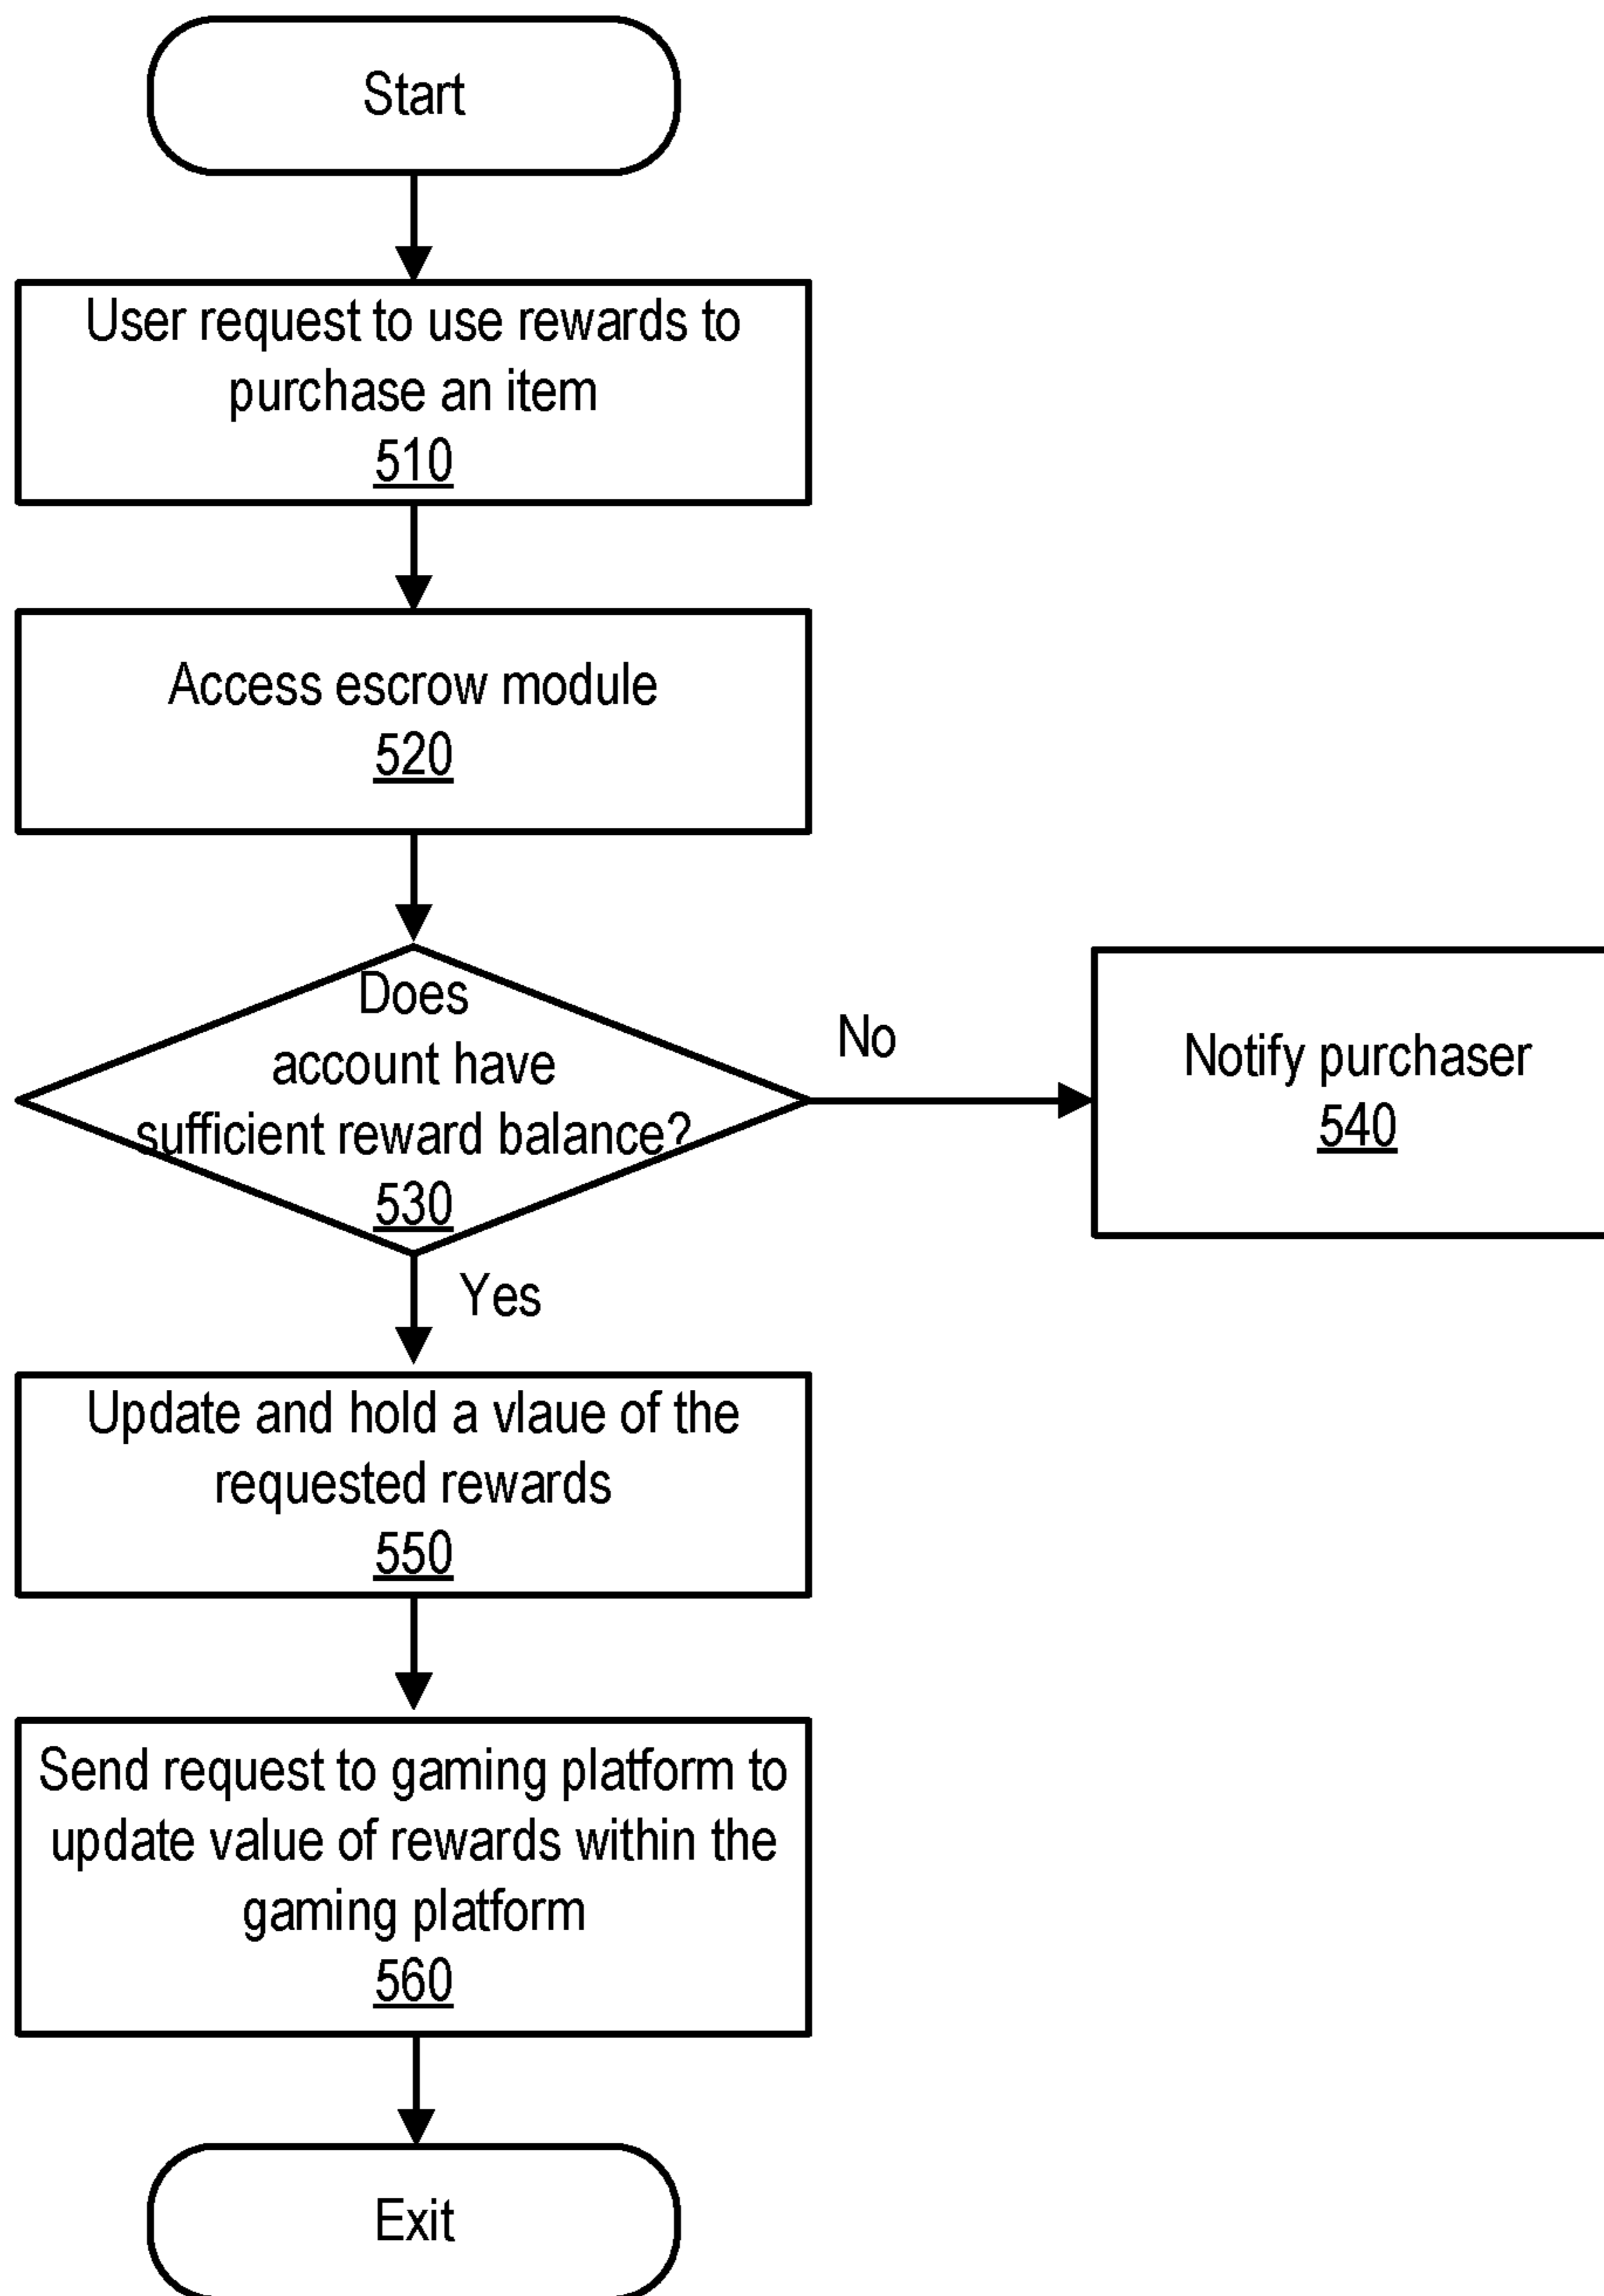 Start
User request to use rewards to
purchase an item
510
Access escrow module
520
Does
account have
sufficient reward balance?
530
No
Notify purchaser
540
Yes
Update and hold a vlaue of the
requested rewards
550
Send request to gaming platform to
update value of rewards within the
gaming platform
560
Exit